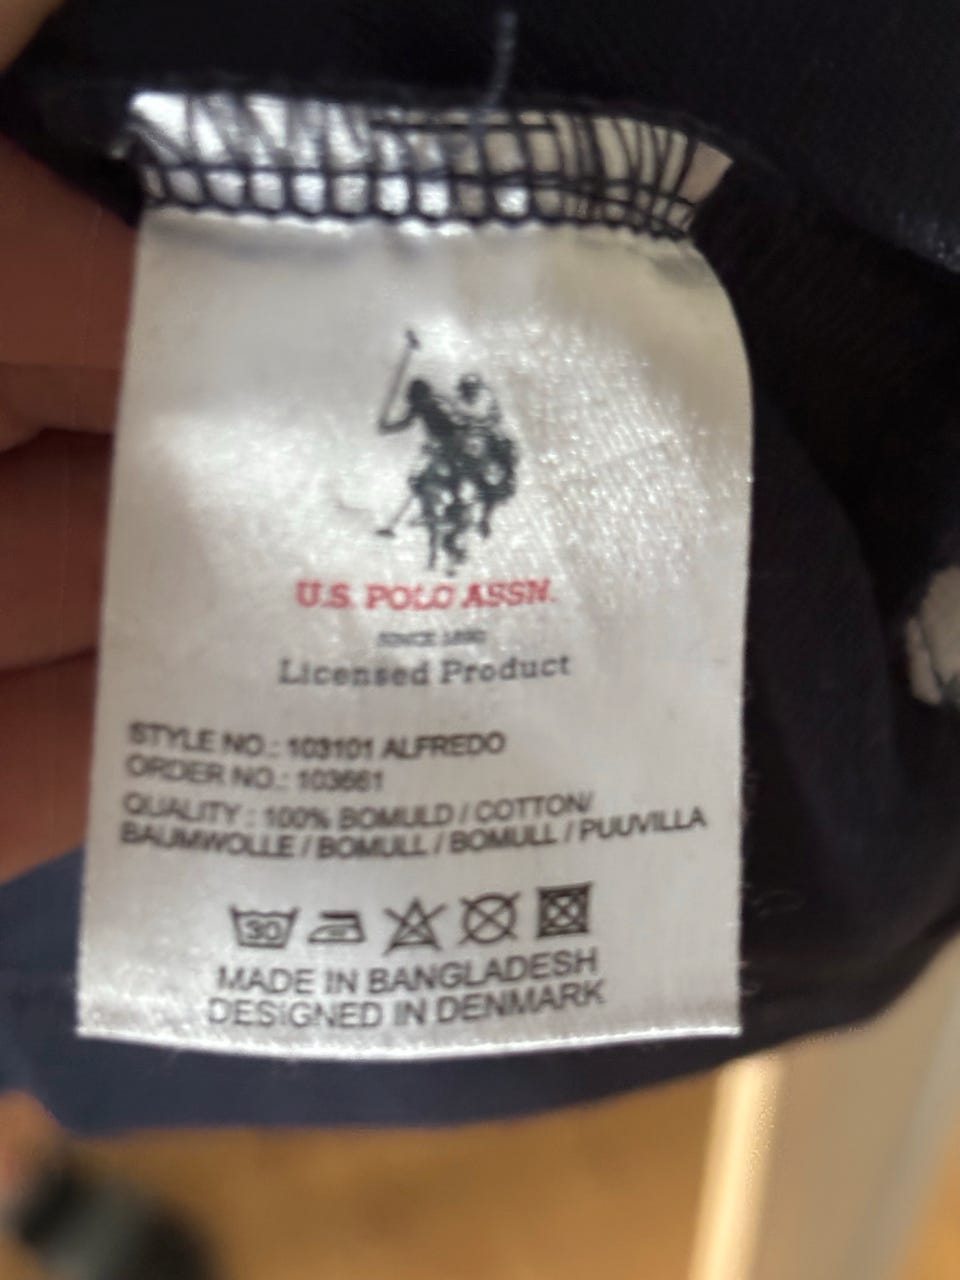 U.S. POLO ASSN.
SINCE 1890
Licensed Product
STYLE NO.: 103101 ALFREDO
ORDER NO.: 103661
QUALITY : 100% BOMULD / COTTON/
BAUMWOLLE / BOMULL / BOMULL / PUUVILLA
30
MADE IN BANGLADESH
DESIGNED IN DENMARK